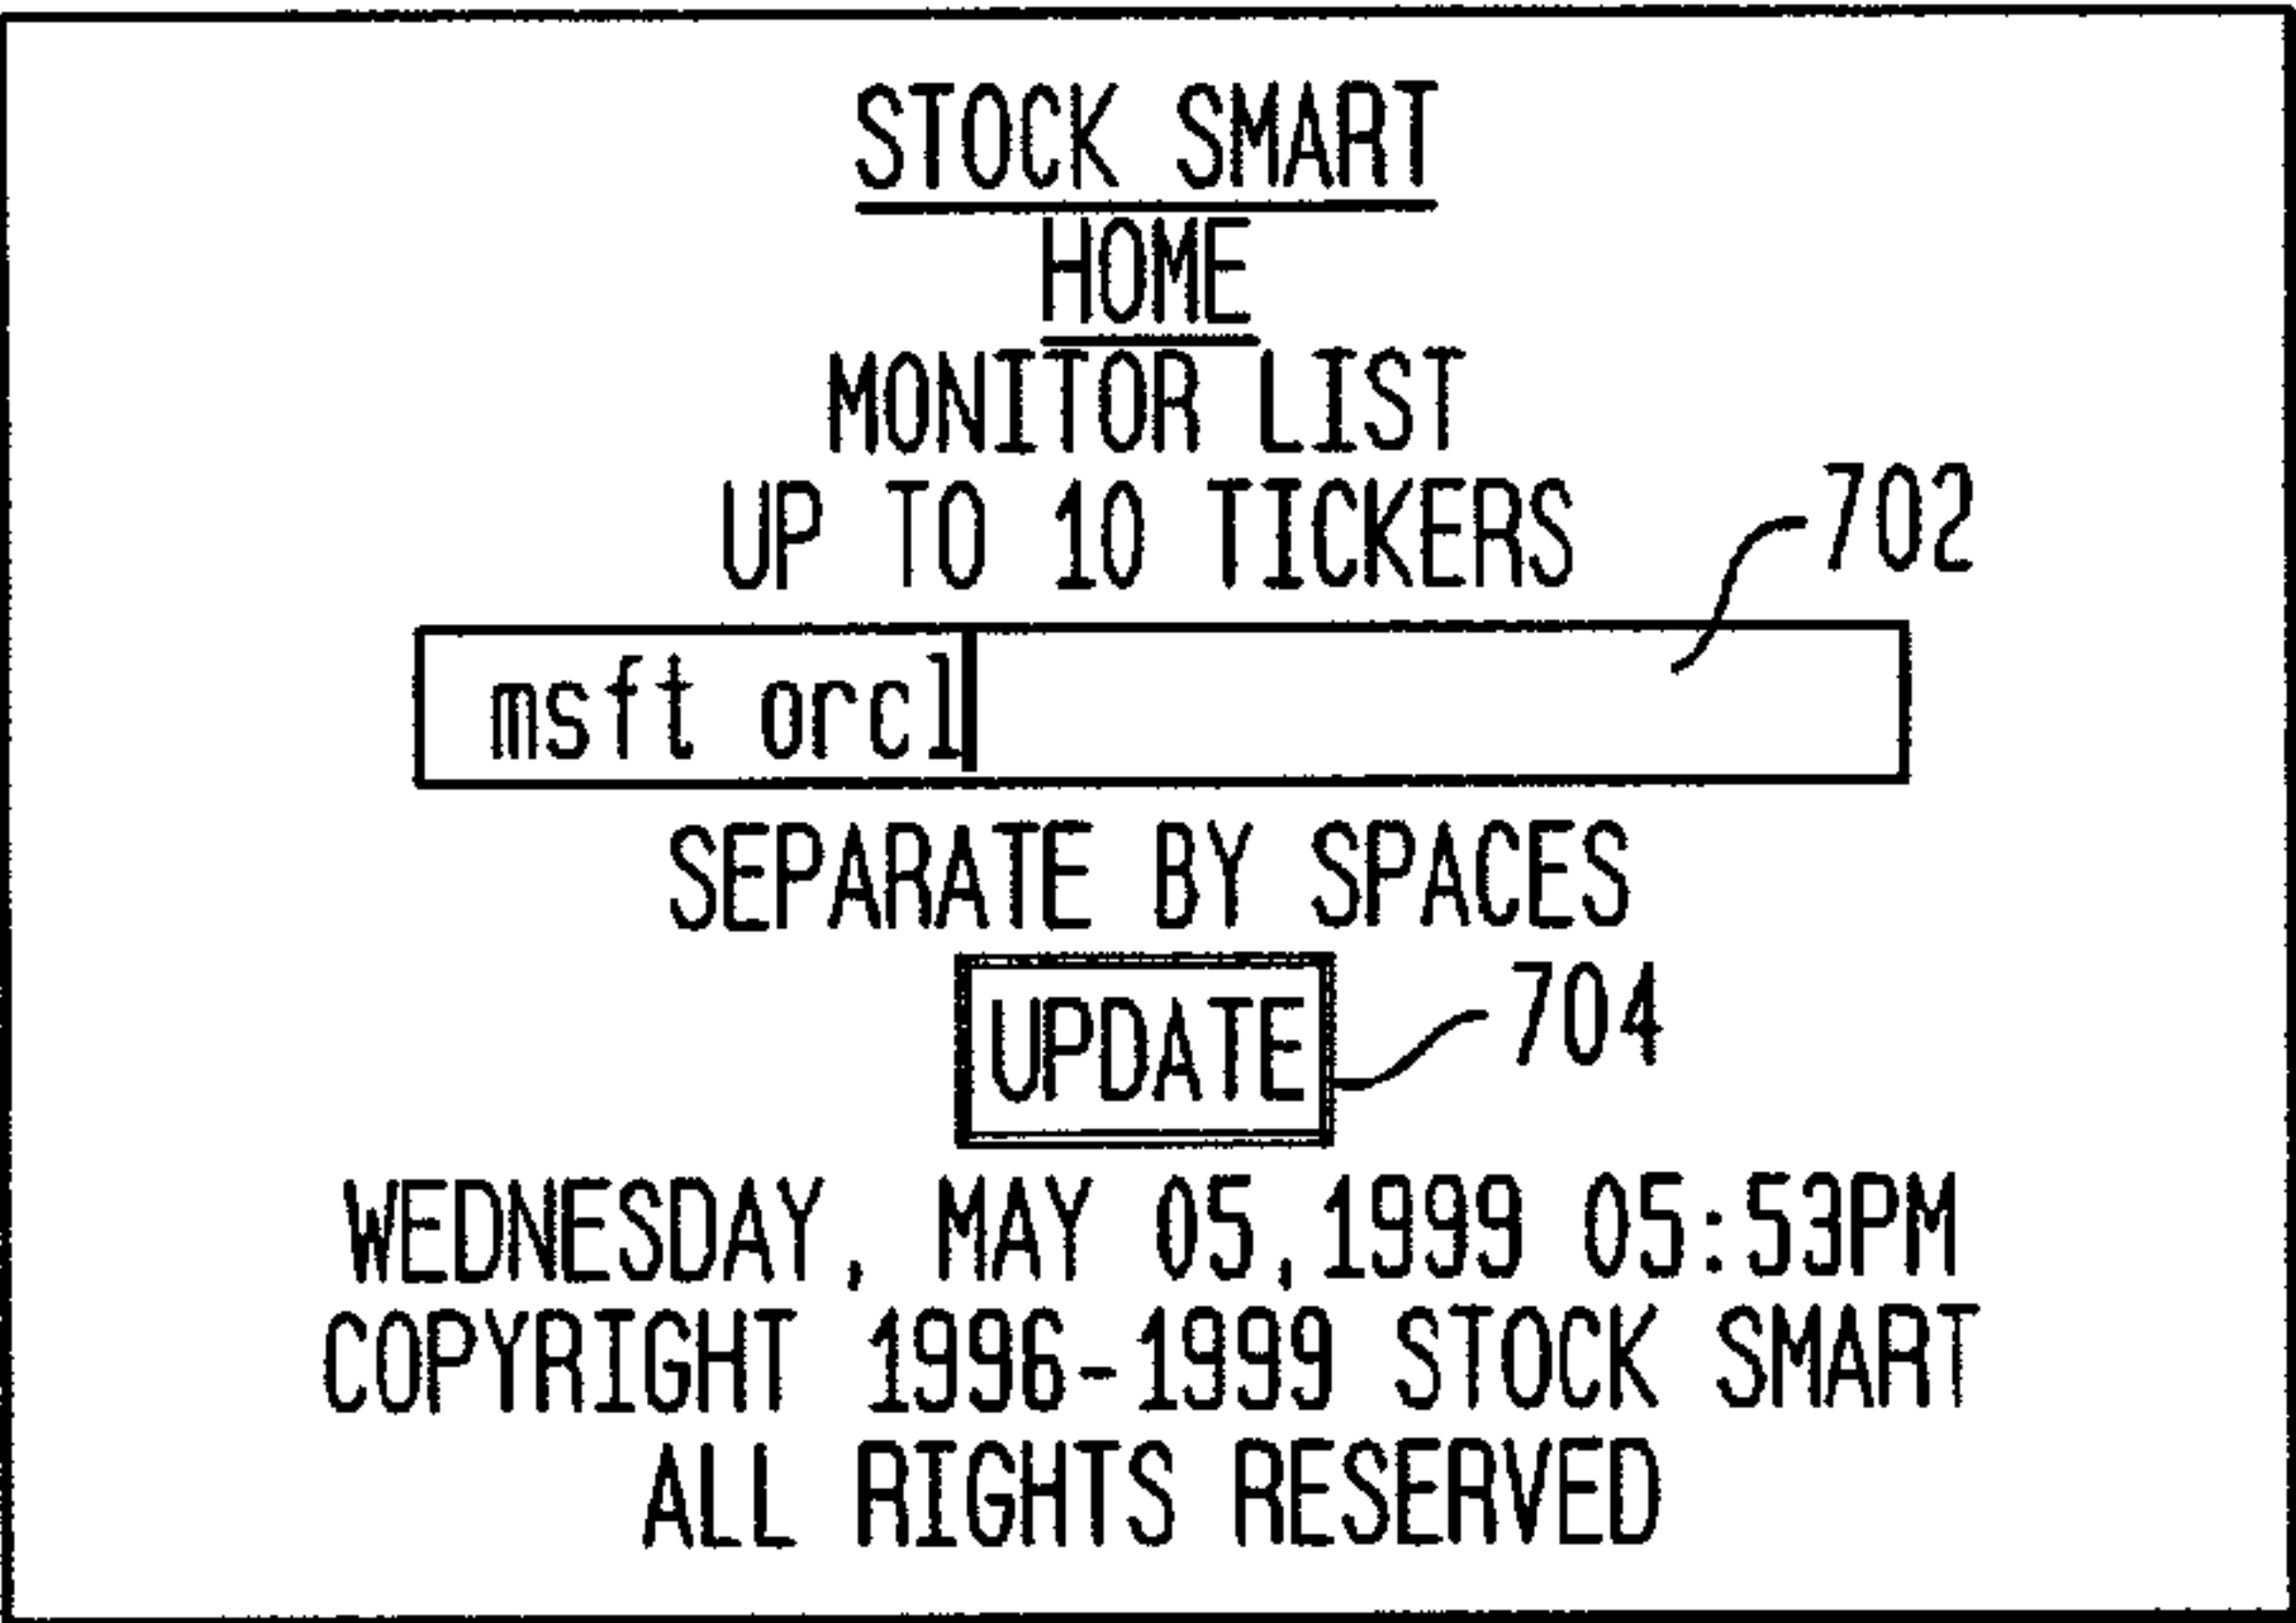 STOCK SMART
HOME
MONITOR LIST
UP TO 10 TICKERS
702
msft orcl
SEPARATE BY SPACES
UPDATE
704
WEDNESDAY, MAY 05,1999 05:53PM
COPYRIGHT 1996-1999 STOCK SMART
ALL RIGHTS RESERVED